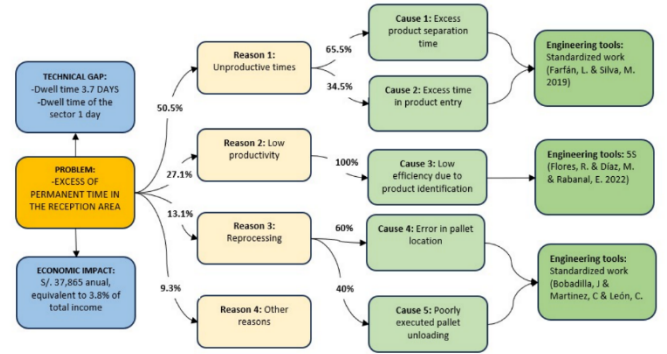 TECHNICAL GAP:
-Dwell time 3.7 DAYS
-Dwell time of the
sector 1 day
PROBLEM:
-EXCESS OF
PERMANENT TIME IN
THE RECEPTION AREA
ECONOMIC IMPACT:
S/. 37,865 anual,
equivalent to 3.8% of
total income
50.5%
27.1%
13.1%
9.3%
Reason 1:
Unproductive times
Reason 2: Low
productivity
Reason 3:
Reprocessing
Reason 4: Other
reasons
65.5%
34.5%
100%
60%
40%
Cause 1: Excess
product separation
time
Cause 2: Excess time
in product entry
Cause 3: Low
efficiency due to
product identification
Cause 4: Error in pallet
location
Cause 5: Poorly
executed pallet
unloading
Engineering tools:
Standardized work
(Farfán, L. & Silva, M.
2019)
Engineering tools: 5S
(Flores, R. & Díaz, M.
& Rabanal, E. 2022)
Engineering tools:
Standardized work
(Bobadilla, J &
Martinez, C & León, C.